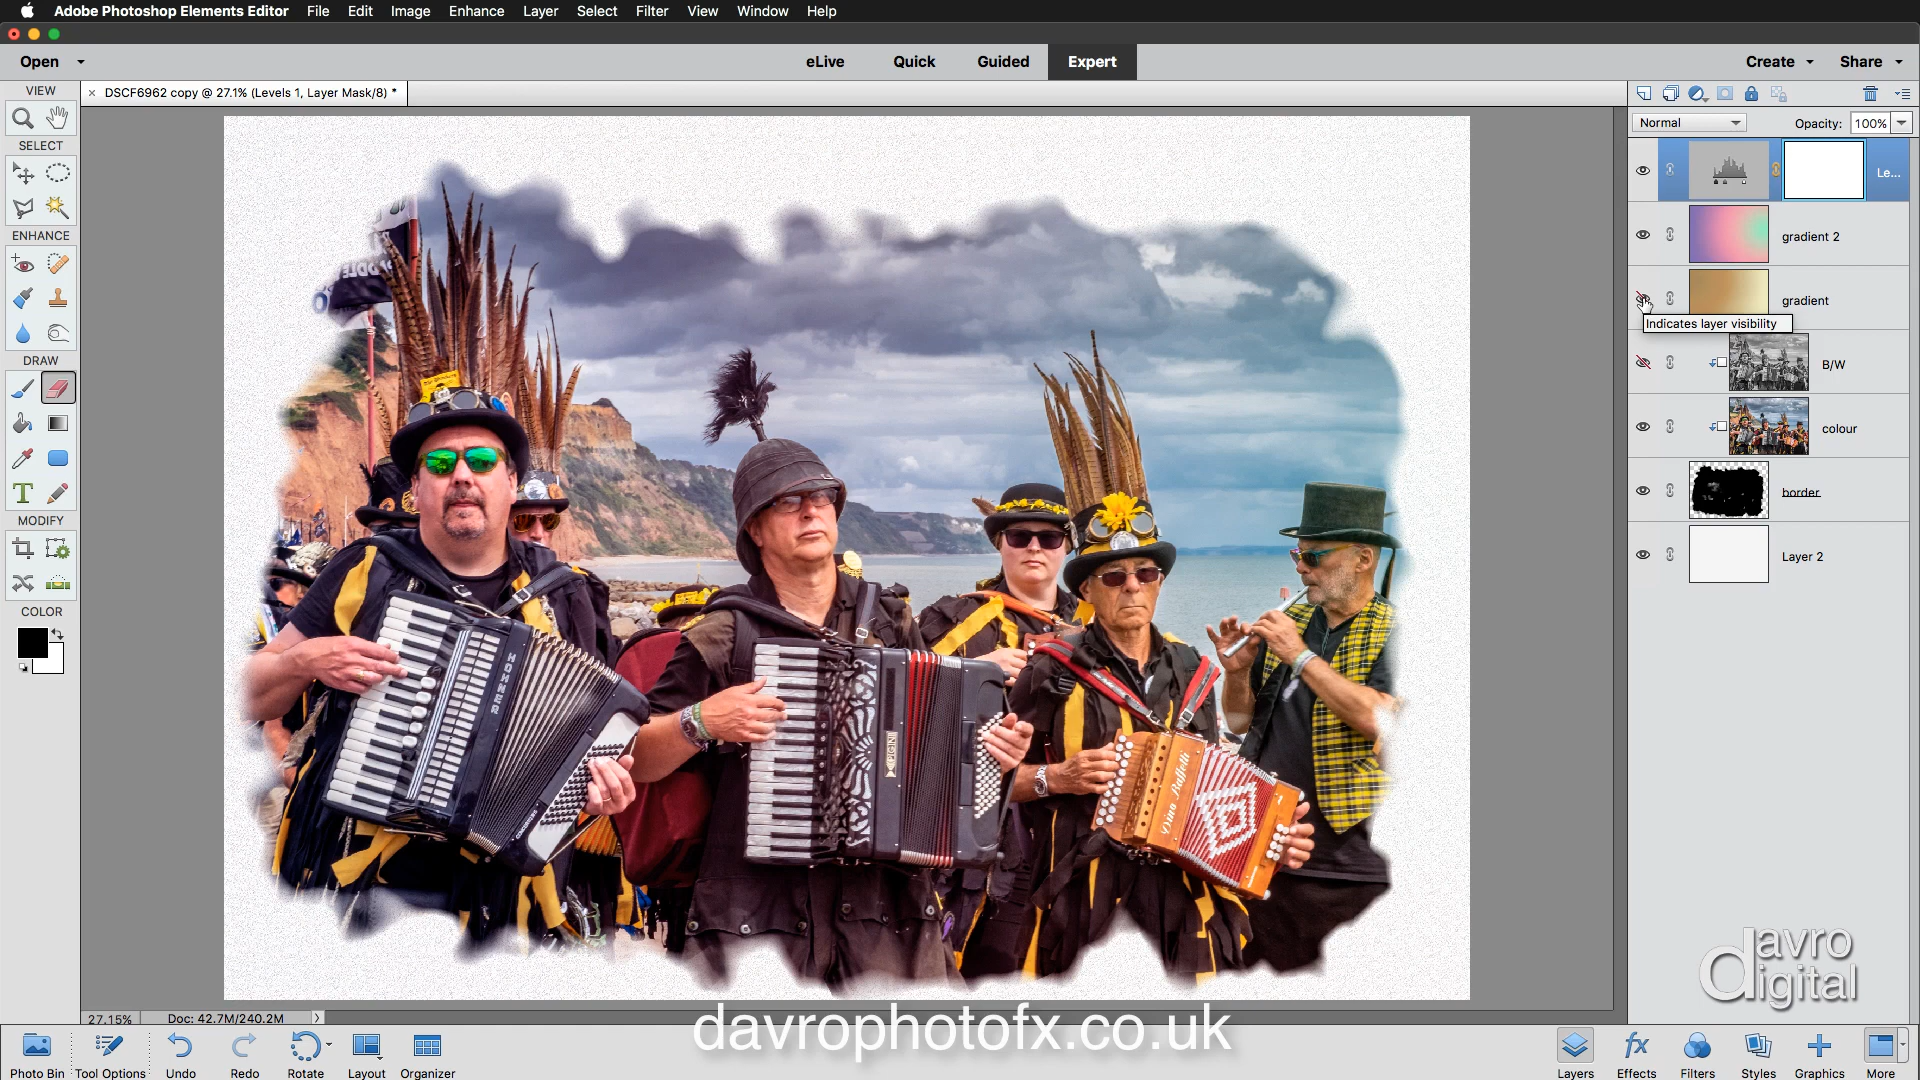 Adobe Photoshop Elements Editor File Edit Image Enhance Layer Select Filter View Window Help
Open eLive Quick Guided Expert Create Share
VIEW
× DSCF6962 copy @ 27.1% (Levels 1, Layer Mask/8) *
Normal Opacity: 100%
SELECT
Le...
ENHANCE
gradient 2
gradient
Indicates layer visibility
DRAW
B/W
colour
T
border
MODIFY
Layer 2
COLOR
HOHNER
PIGINI
Dino Baffetti
davro
digital
27.15% Doc: 42.7M/240.2M
davrophotofx.co.uk
fx
Photo Bin Tool Options Undo Redo Rotate Layout Organizer Layers Effects Filters Styles Graphics More